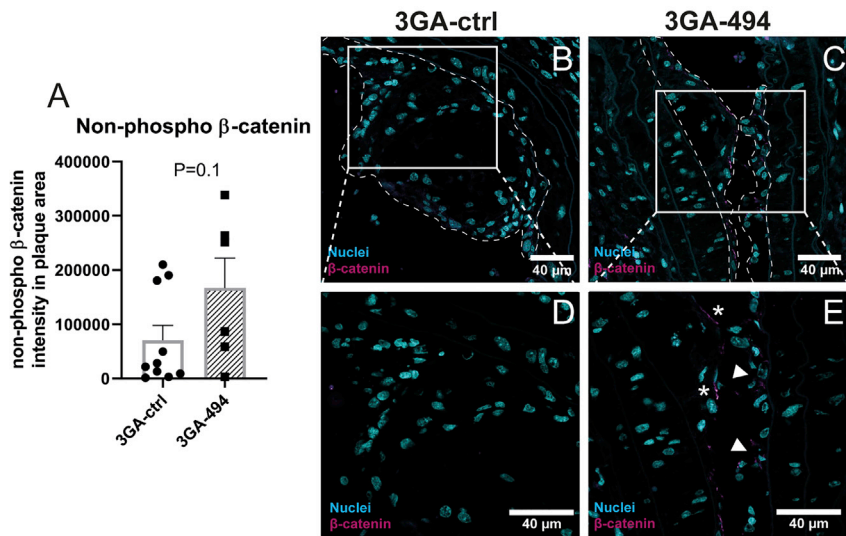 3GA-ctrl
3GA-494
A
Non-phospho β-catenin
non-phospho β-catenin
intensity in plaque area
400000
300000
200000
100000
0
P=0.1
3GA-ctrl
3GA-494
B
Nuclei
β-catenin
40 µm
C
Nuclei
β-catenin
40 µm
D
Nuclei
β-catenin
40 µm
E
*
*
Nuclei
β-catenin
40 µm